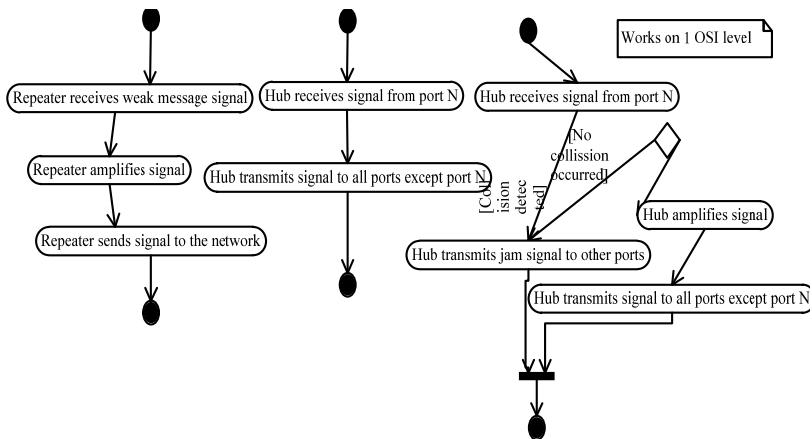 Works on 1 OSI level
Repeater receives weak message signal
Repeater amplifies signal
Repeater sends signal to the network
Hub receives signal from port N
Hub transmits signal to all ports except port N
Hub receives signal from port N
[No
collission
occurred]
[Coll
ision
detec
ted]
Hub amplifies signal
Hub transmits jam signal to other ports
Hub transmits signal to all ports except port N